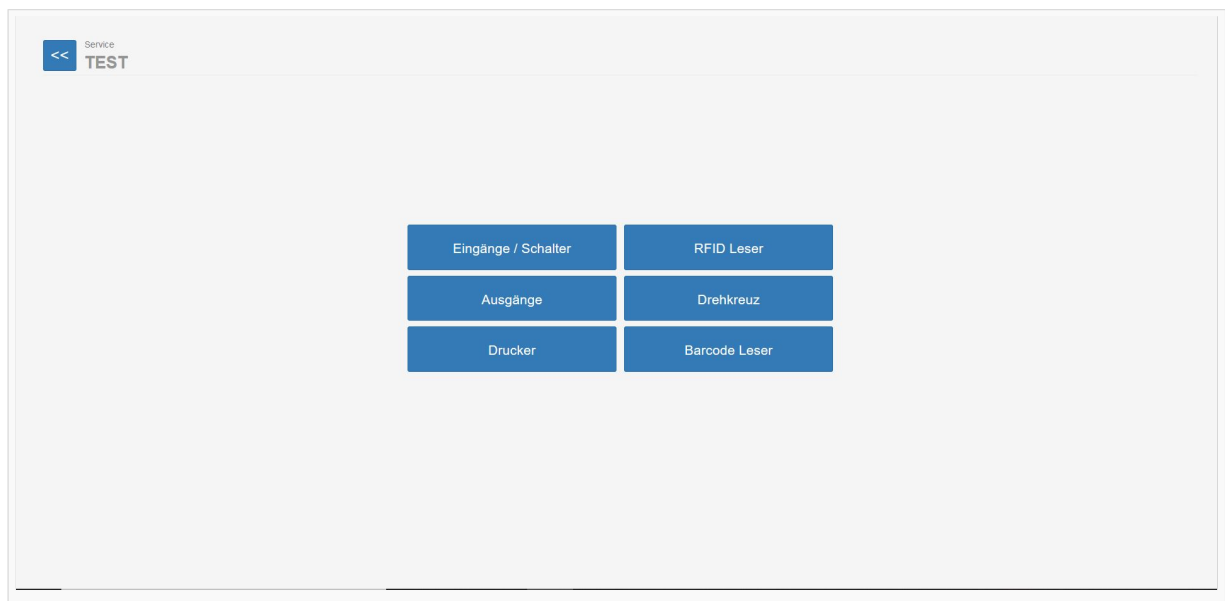 <<
Service
TEST
Eingänge / Schalter
RFID Leser
Ausgänge
Drehkreuz
Drucker
Barcode Leser